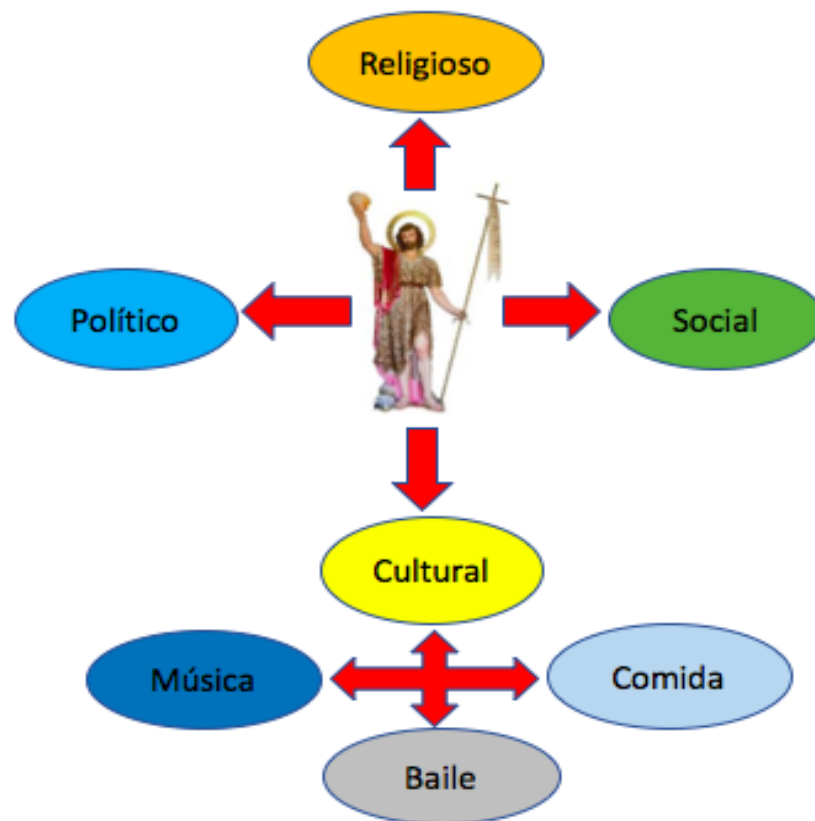 Religioso
Político
Social
Cultural
Música
Comida
Baile